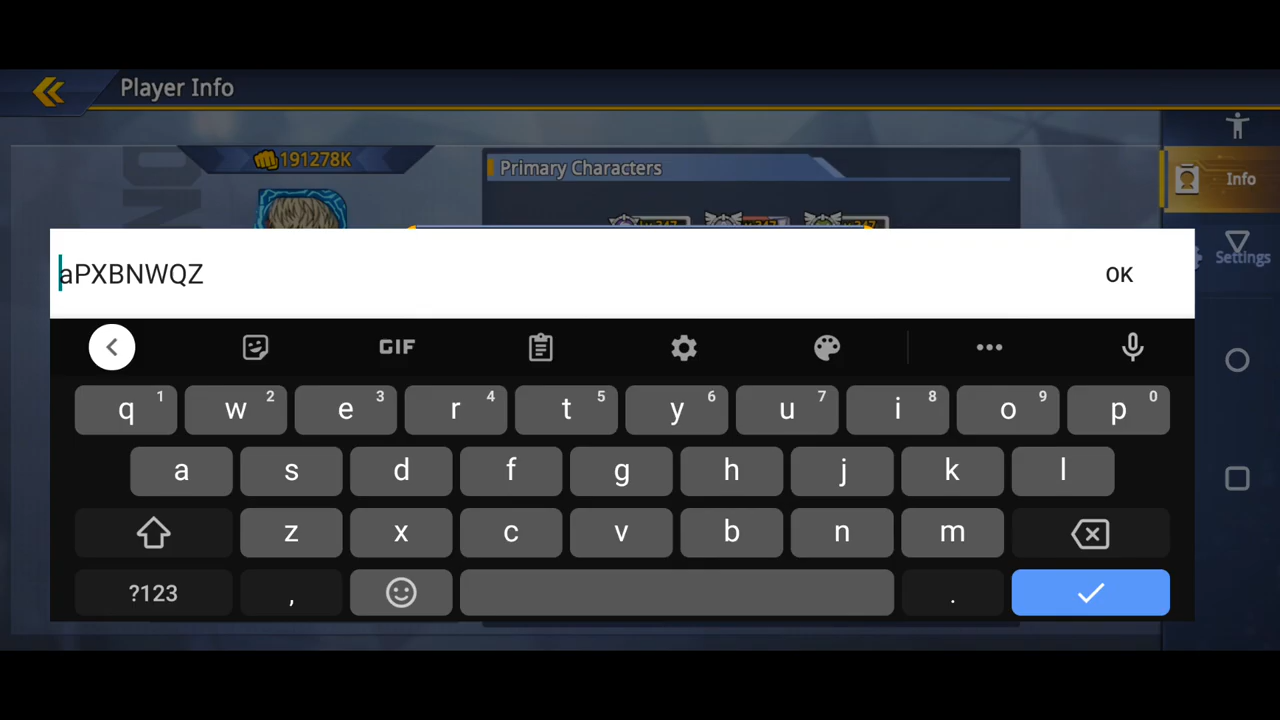 Player Info
191278K
Primary Characters
Info
Settings
aPXBNWQZ
OK
GIF
q 1 w 2 e 3 r 4 t 5 y 6 u 7 i 8 o 9 p 0
a s d f g h j k l
z x c v b n m
?123 , .